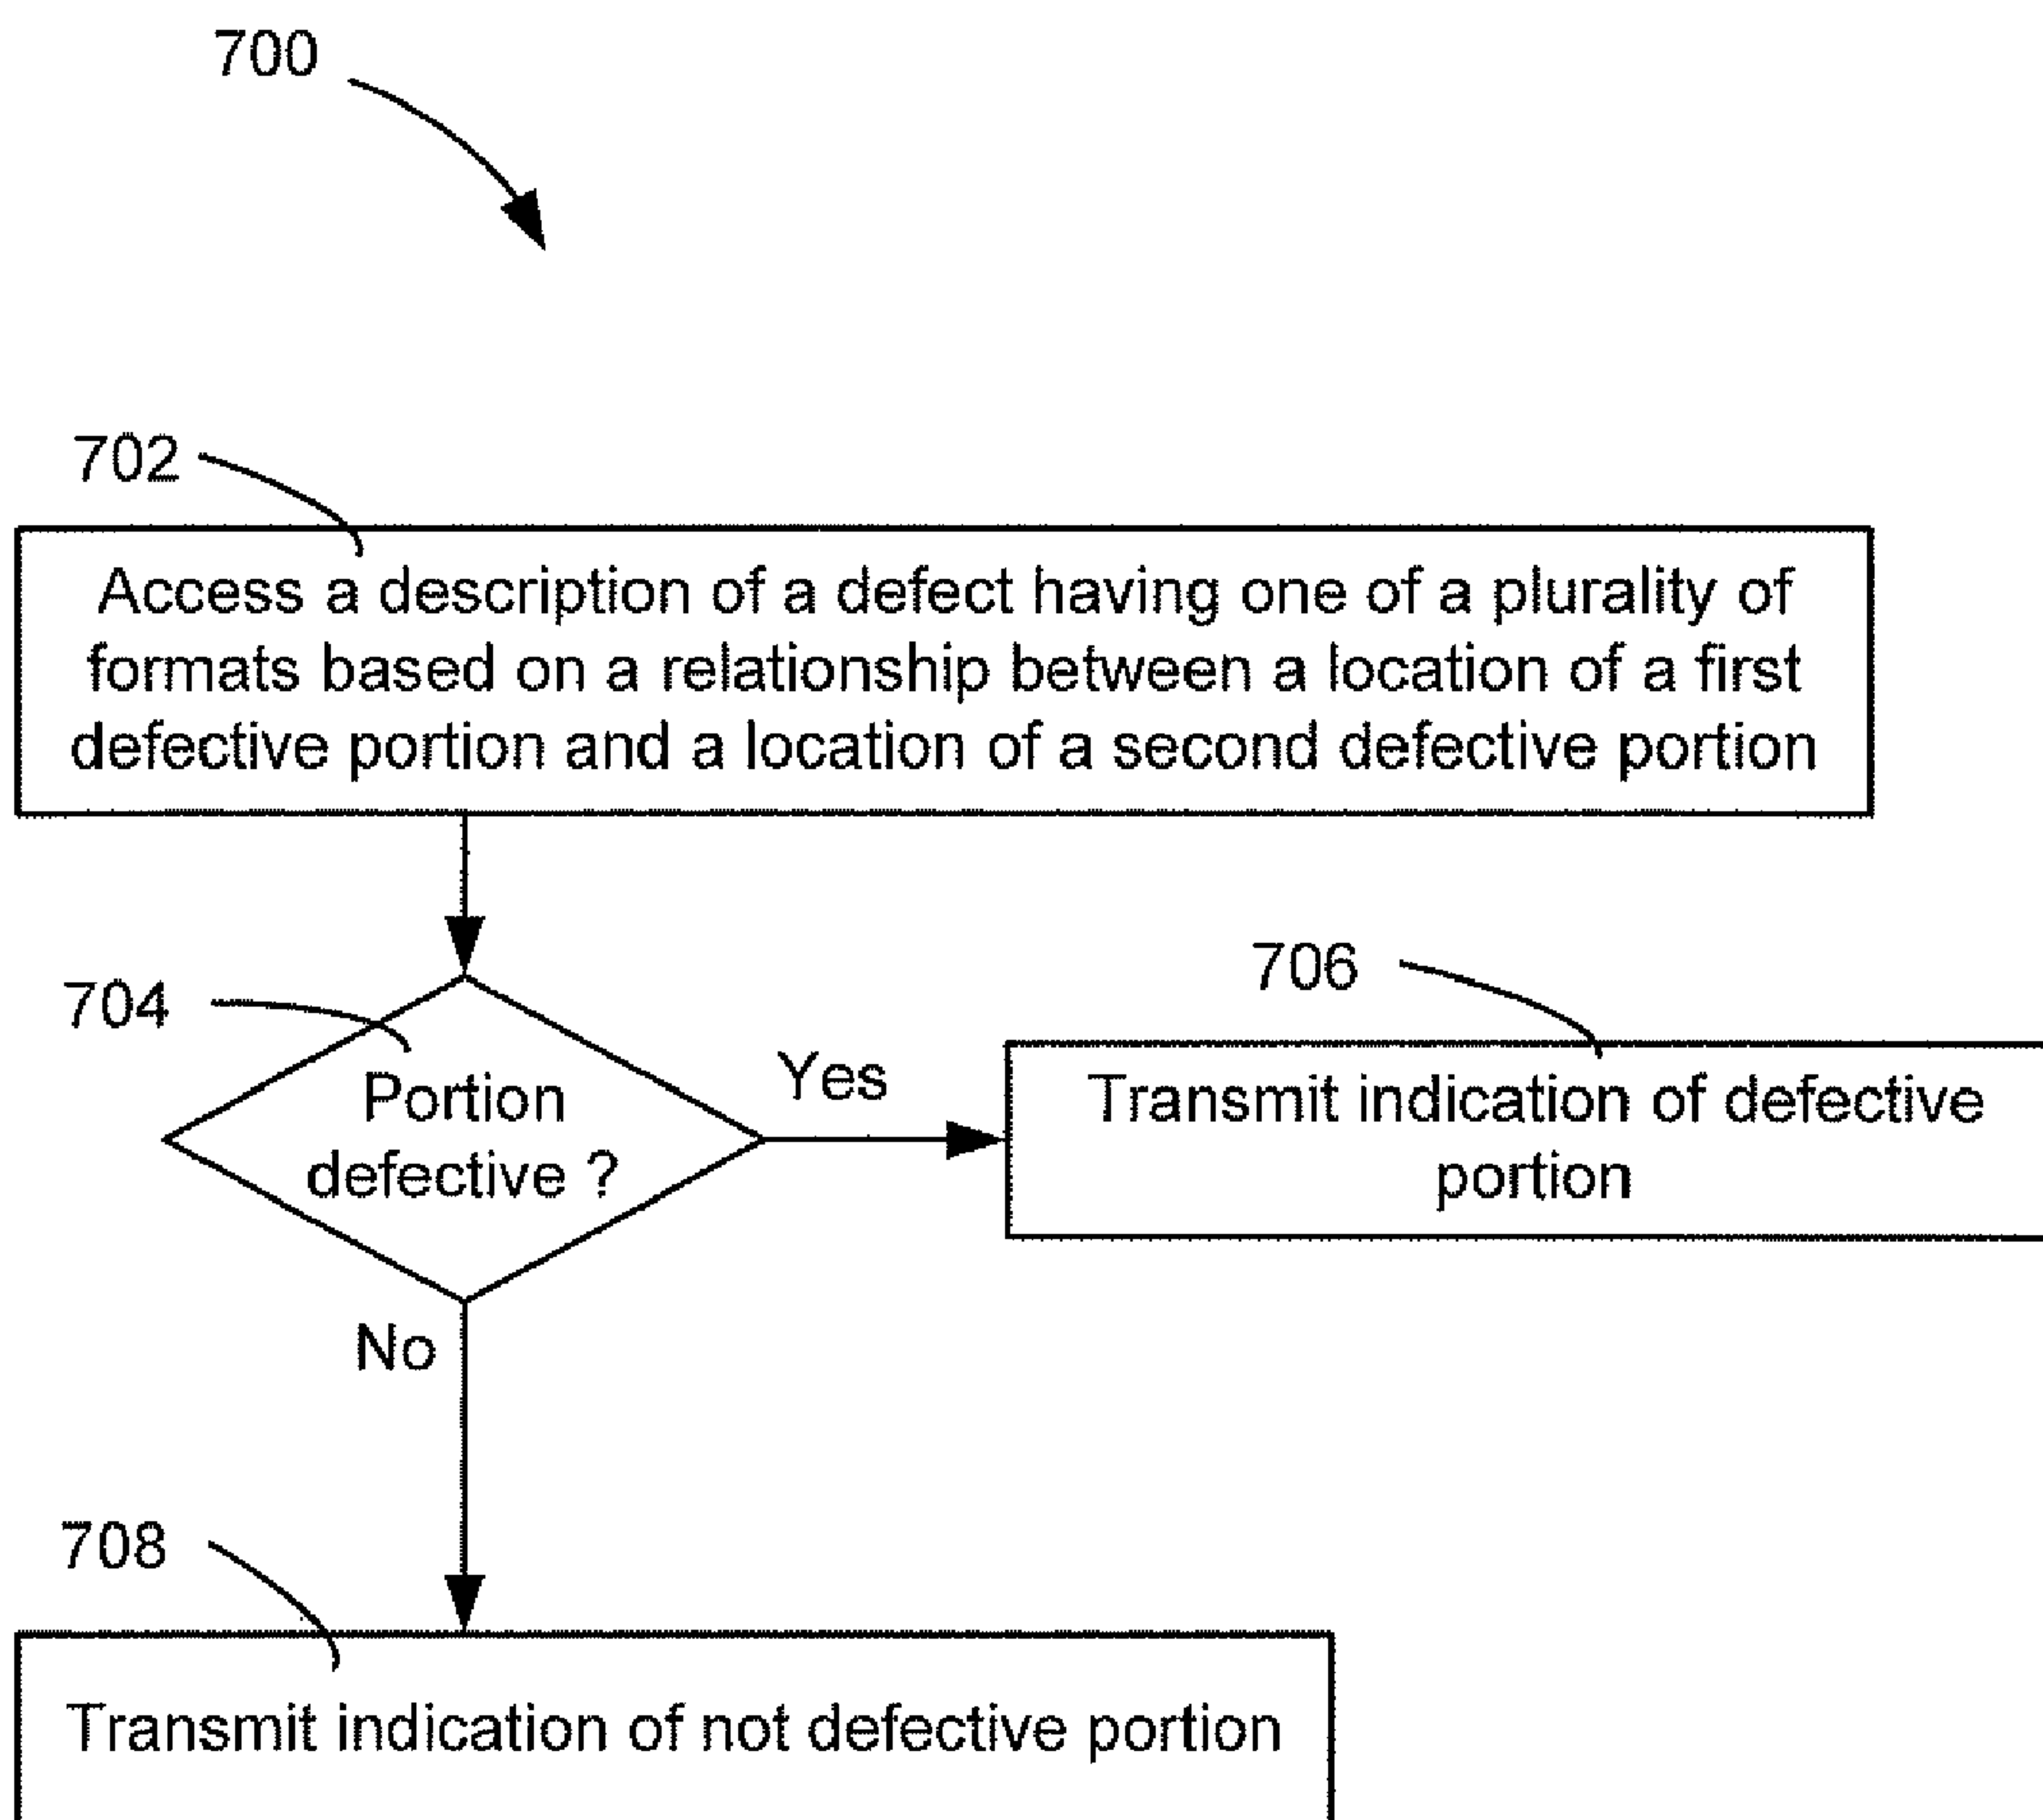 700
702
Access a description of a defect having one of a plurality of
formats based on a relationship between a location of a first
defective portion and a location of a second defective portion
704
Portion
defective ?
Yes
706
Transmit indication of defective
portion
No
708
Transmit indication of not defective portion